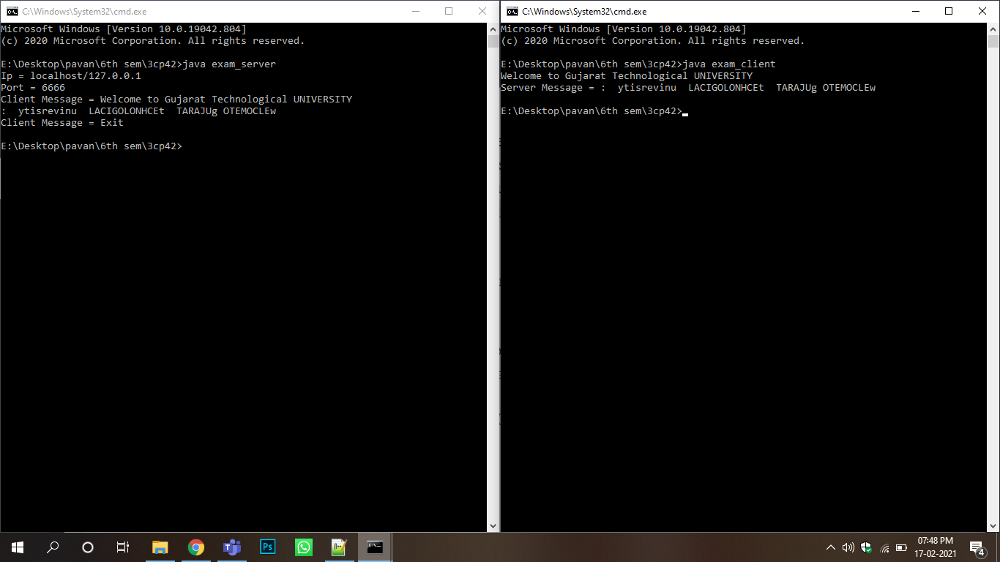 C:\Windows\System32\cmd.exe
Microsoft Windows [Version 10.0.19042.804]
(c) 2020 Microsoft Corporation. All rights reserved.
E:\Desktop\pavan\6th sem\3cp42>java exam_server
Ip = localhost/127.0.0.1
Port = 6666
Client Message = Welcome to Gujarat Technological UNIVERSITY
:  ytisrevinu  LACIGOLONHCEt  TARAJUg OTEMOCLEw
Client Message = Exit
E:\Desktop\pavan\6th sem\3cp42>
C:\Windows\System32\cmd.exe
Microsoft Windows [Version 10.0.19042.804]
(c) 2020 Microsoft Corporation. All rights reserved.
E:\Desktop\pavan\6th sem\3cp42>java exam_client
Welcome to Gujarat Technological UNIVERSITY
Server Message = :  ytisrevinu  LACIGOLONHCEt  TARAJUg OTEMOCLEw
E:\Desktop\pavan\6th sem\3cp42>
Ps
07:48 PM
17-02-2021
4